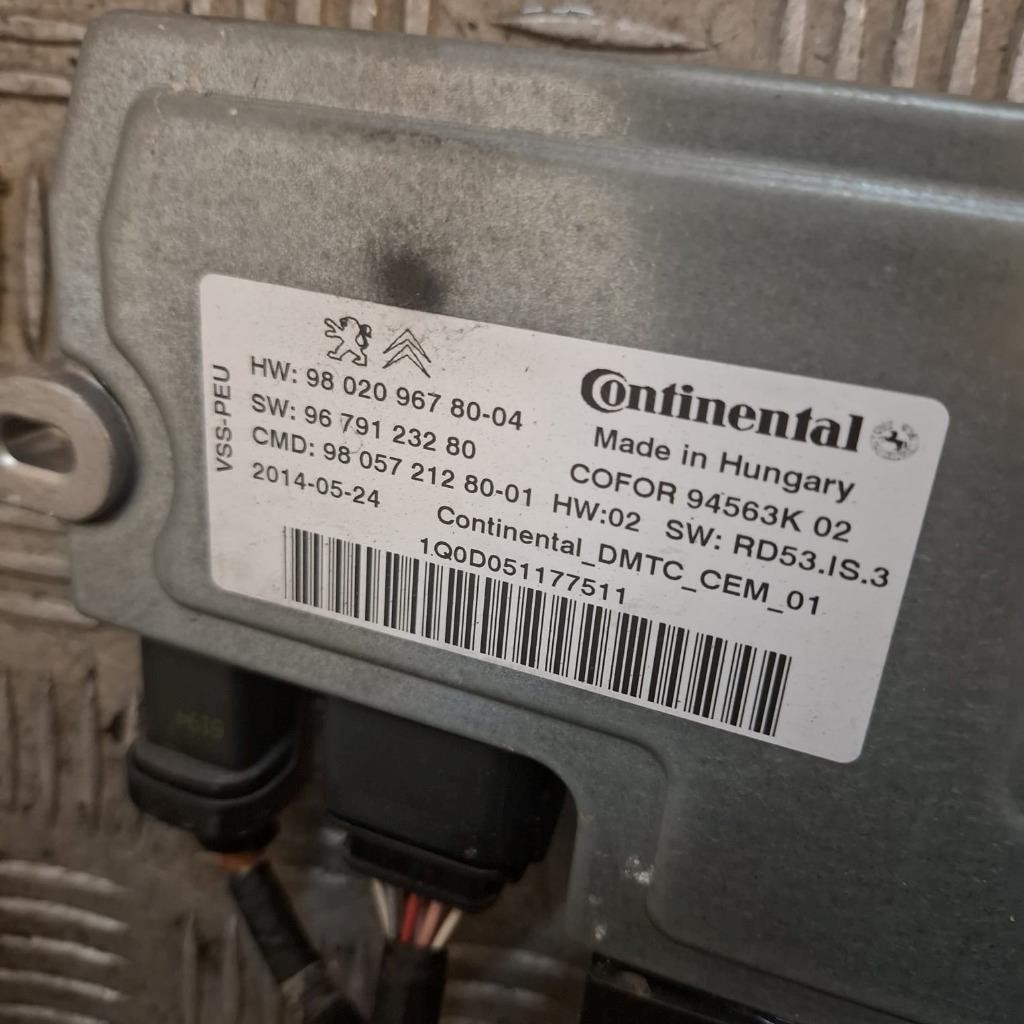 VSS-PEU
HW: 98 020 967 80-04
SW: 96 791 232 80
CMD: 98 057 212 80-01 HW:02 SW: RD53.IS.3
2014-05-24
Continental
Made in Hungary
COFOR 94563K 02
Continental_DMTC_CEM_01
1Q0D051177511